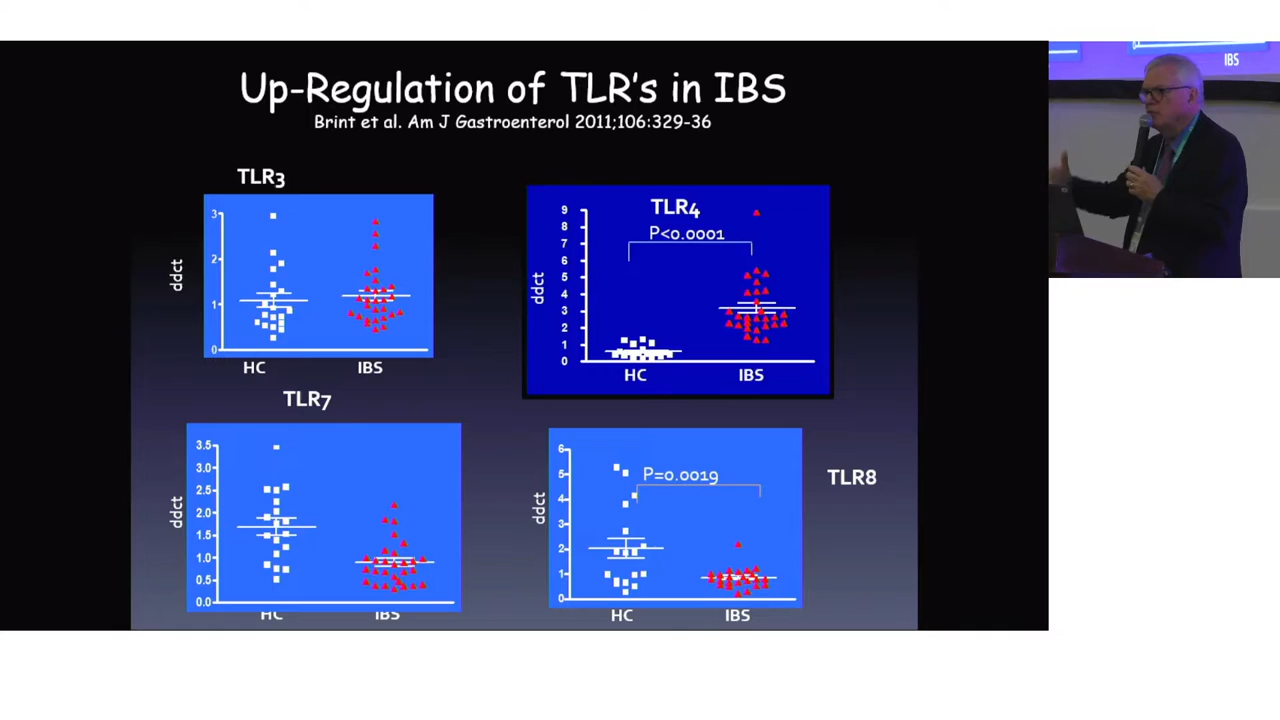 Up-Regulation of TLR's in IBS
Brint et al. Am J Gastroenterol 2011;106:329-36
TLR3
3
2
1
0
ddct
HC
IBS
TLR4
P<0.0001
9
8
7
6
5
4
3
2
1
0
ddct
HC
IBS
TLR7
3.5
3.0
2.5
2.0
1.5
1.0
0.5
0.0
ddct
HC
IBS
TLR8
P=0.0019
6
5
4
3
2
1
0
ddct
HC
IBS
IBS